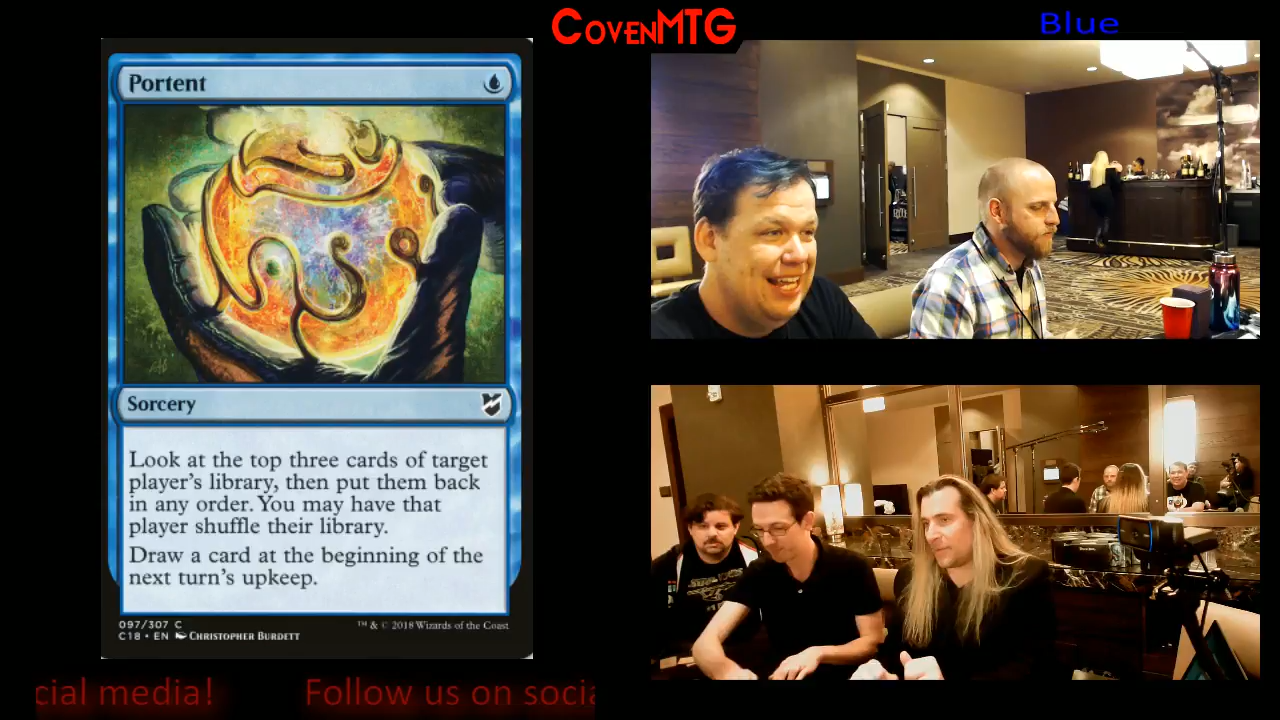 CovenMTG
Blue
Portent
Sorcery
Look at the top three cards of target
player's library, then put them back
in any order. You may have that
player shuffle their library.
Draw a card at the beginning of the
next turn's upkeep.
097/307 C
C18 • EN Christopher Burdett
™ & © 2018 Wizards of the Coast
cial media! Follow us on socia